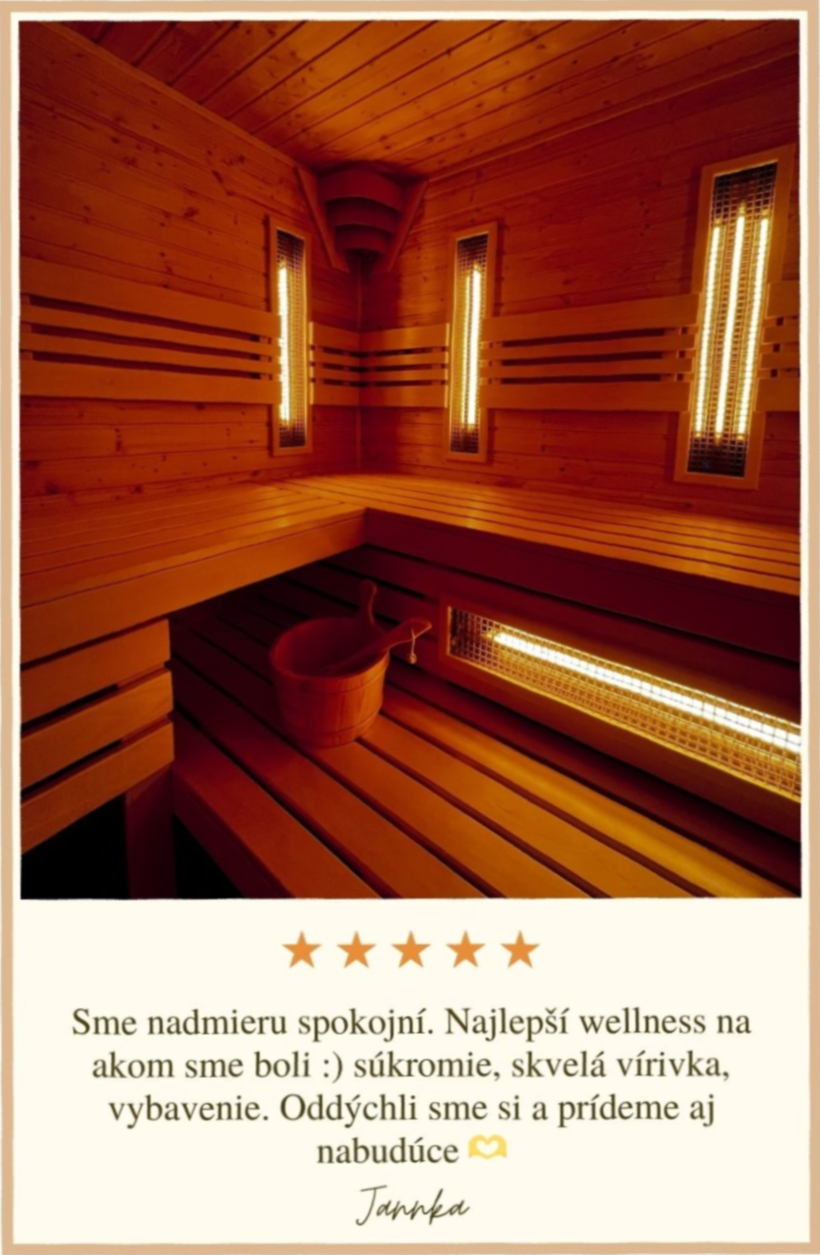 Sme nadmieru spokojní. Najlepší wellness na
akom sme boli :) súkromie, skvelá vírivka,
vybavenie. Oddýchli sme si a prídeme aj
nabudúce 🫶
Jannka